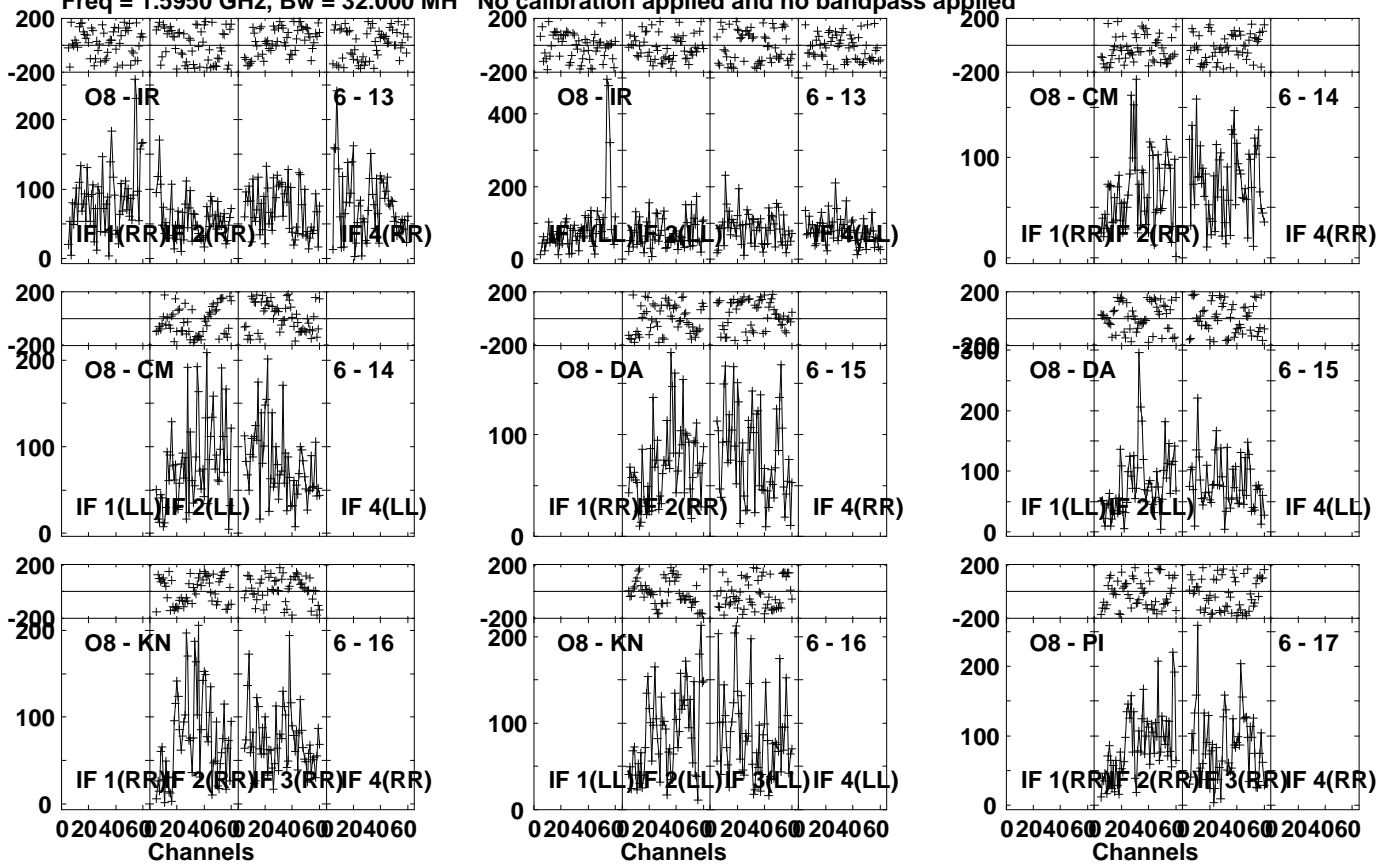 Freq = 1.5950 GHz, Bw = 32.000 MH No calibration applied and no bandpass applied
200
-200
O8 - IR
6 - 13
200
100
0
IF 1(RR)
IF 2(RR)
IF 4(RR)
O8 - IR
6 - 13
400
200
0
IF 1(LL)
IF 2(LL)
IF 4(LL)
200
-200
O8 - CM
6 - 14
100
0
IF 1(RR)
IF 2(RR)
IF 4(RR)
200
-200
200
O8 - CM
6 - 14
100
0
IF 1(LL)
IF 2(LL)
IF 4(LL)
200
-200
O8 - DA
6 - 15
100
0
IF 1(RR)
IF 2(RR)
IF 4(RR)
200
-200
300
O8 - DA
6 - 15
200
100
0
IF 1(LL)
IF 2(LL)
IF 4(LL)
200
-200
200
O8 - KN
6 - 16
100
0
IF 1(RR)
IF 2(RR)
IF 3(RR)
IF 4(RR)
0 20 40 60 0 20 40 60 0 20 40 60 0 20 40 60
Channels
200
-200
200
O8 - KN
6 - 16
100
0
IF 1(LL)
IF 2(LL)
IF 3(LL)
IF 4(LL)
0 20 40 60 0 20 40 60 0 20 40 60 0 20 40 60
Channels
200
-200
O8 - PI
6 - 17
200
100
0
IF 1(RR)
IF 2(RR)
IF 3(RR)
IF 4(RR)
0 20 40 60 0 20 40 60 0 20 40 60 0 20 40 60
Channels